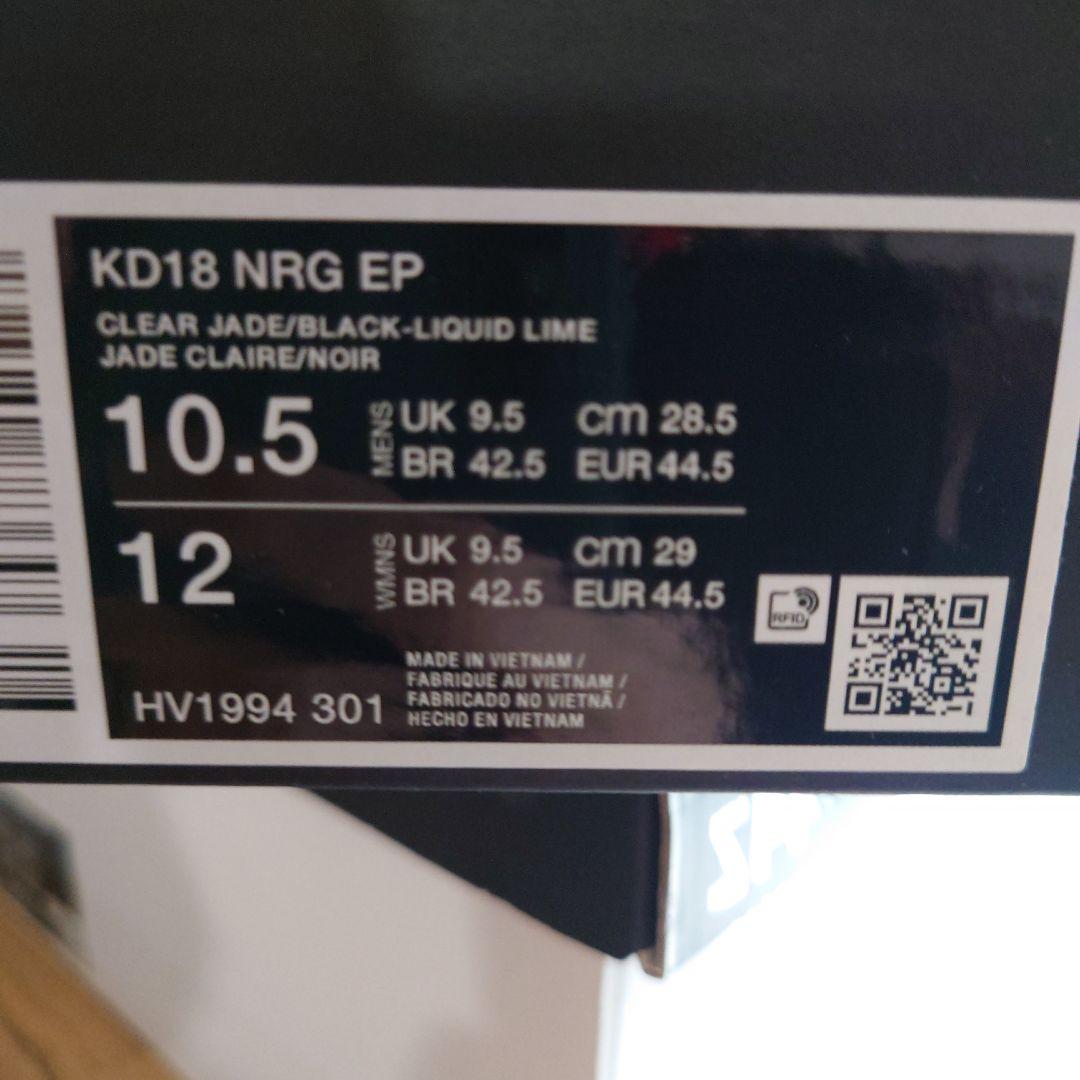 KD18 NRG EP
CLEAR JADE/BLACK-LIQUID LIME
JADE CLAIRE/NOIR
10.5 MENS UK 9.5 cm 28.5
BR 42.5 EUR 44.5
12 WMNS UK 9.5 cm 29
BR 42.5 EUR 44.5
RFID
MADE IN VIETNAM /
FABRIQUE AU VIETNAM /
FABRICADO NO VIETNÃ /
HECHO EN VIETNAM
HV1994 301